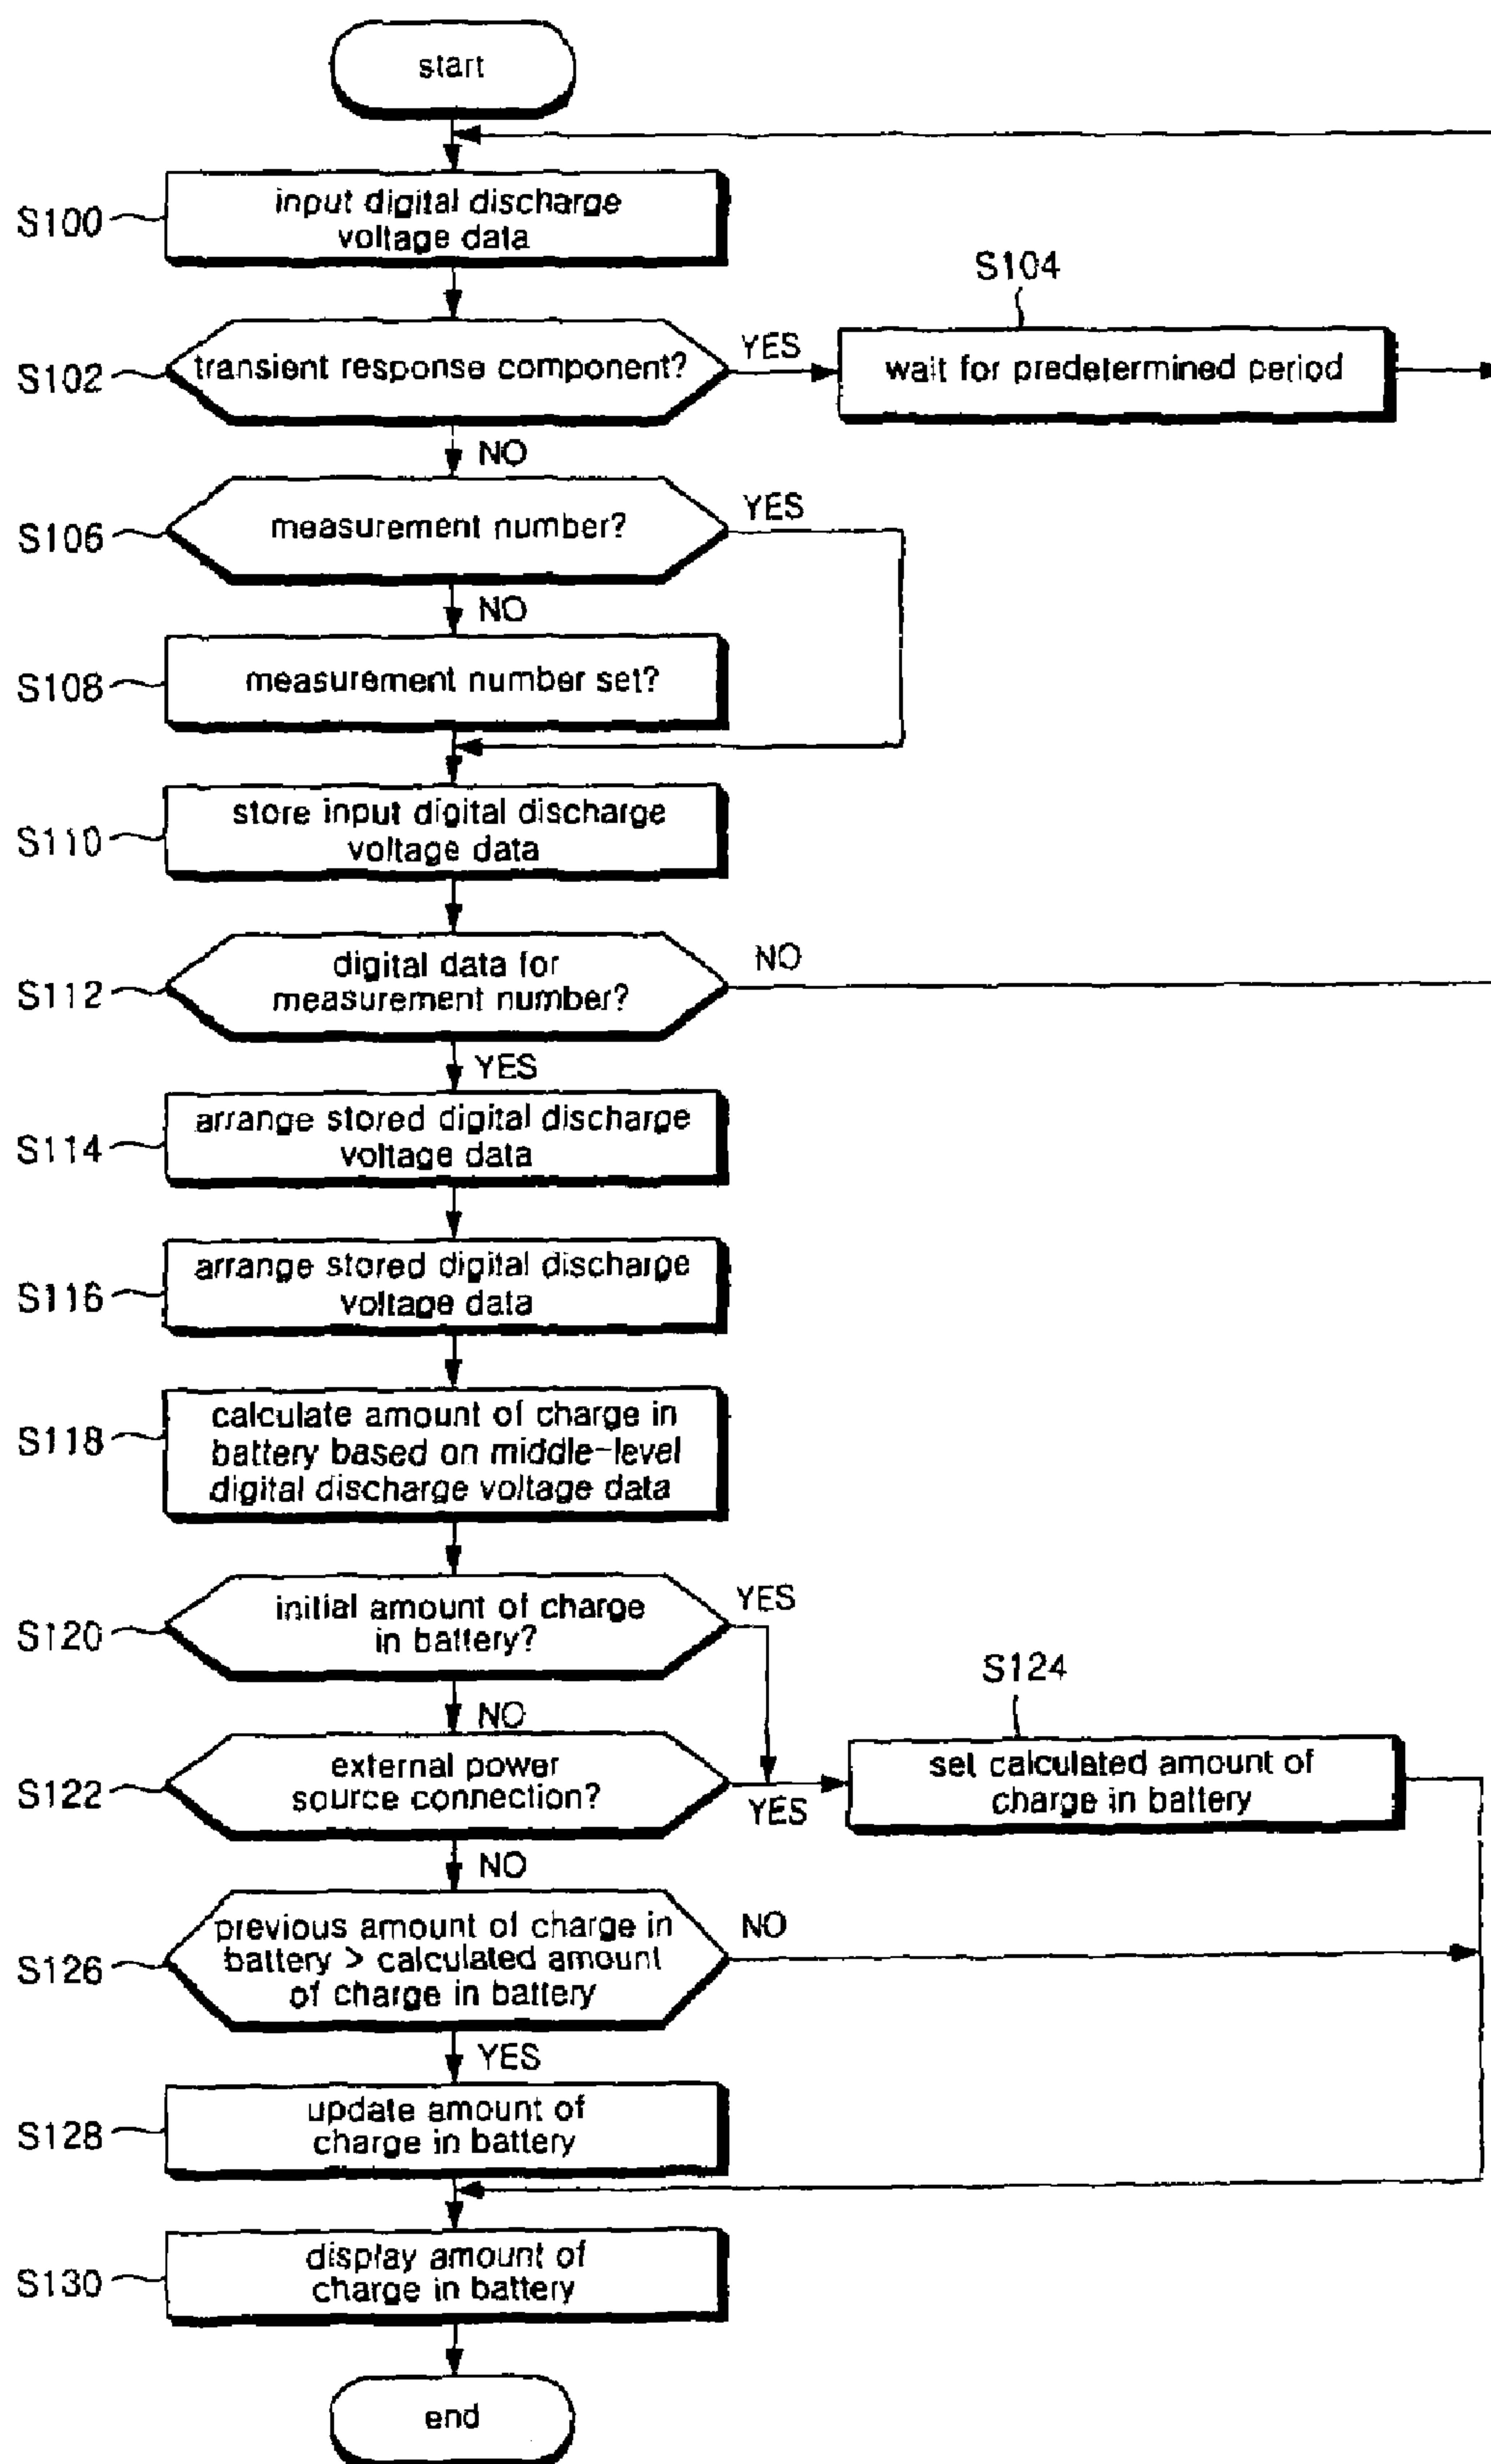 start
S100
input digital discharge
voltage data
S102
transient response component?
YES
S104
wait for predetermined period
NO
S106
measurement number?
YES
NO
S108
measurement number set?
S110
store input digital discharge
voltage data
S112
digital data for
measurement number?
NO
YES
S114
arrange stored digital discharge
voltage data
S116
arrange stored digital discharge
voltage data
S118
calculate amount of charge in
battery based on middle-level
digital discharge voltage data
S120
initial amount of charge
in battery?
YES
NO
S122
external power
source connection?
YES
S124
set calculated amount of
charge in battery
NO
S126
previous amount of charge in
battery > calculated amount
of charge in battery
NO
YES
S128
update amount of
charge in battery
S130
display amount of
charge in battery
end